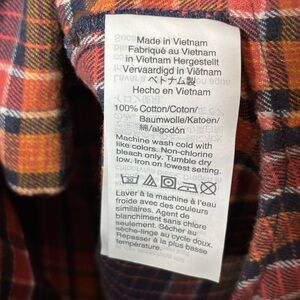 Made in Vietnam
Fabriqué au Vietnam
in Vietnam Hergestellt
Vervaardigd in Viëtnam
ベトナム製
Hecho en Vietnam
100% Cotton/Coton/
Baumwolle/Katoen/
綿/algodón
Machine wash cold with
like colors. Non-chlorine
bleach only. Tumble dry
low. Iron on lowest setting.
Laver à la machine à l'eau
froide avec des couleurs
similaires. Agent de
blanchiment sans chlore
seulement. Sécher au
sèche-linge au cycle doux.
Repasser à la plus basse
température.